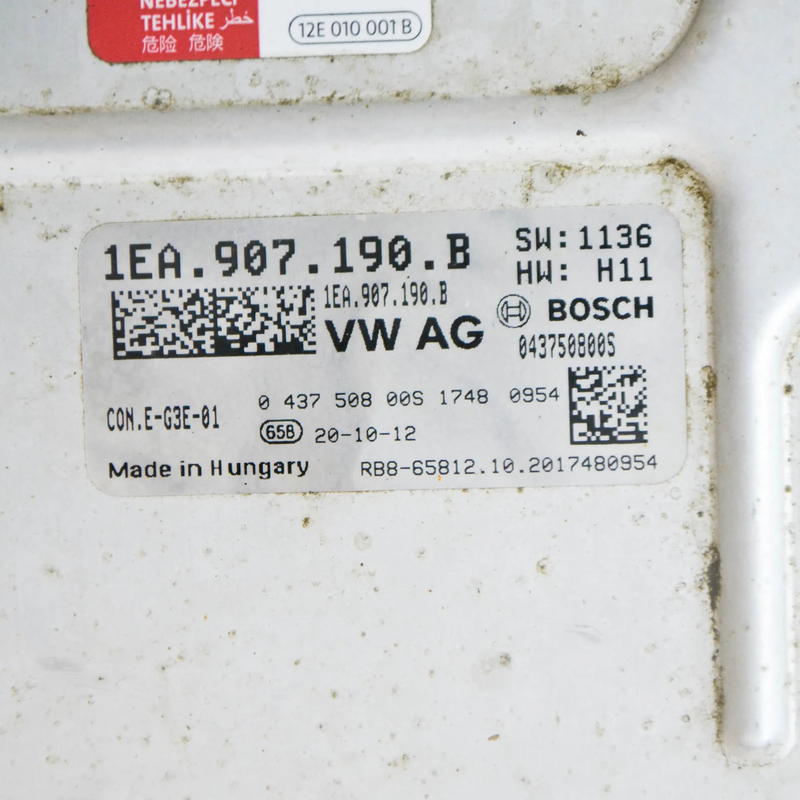 NEBEZPEČÍ
TEHLİKE خطر
危险 危険
12E 010 001 B
1EA.907.190.B
SW: 1136
HW: H11
1EA.907.190.B
VW AG
BOSCH
043750800S
CON.E-G3E-01
0 437 508 00S 1748 0954
65B 20-10-12
Made in Hungary
RB8-65812.10.2017480954